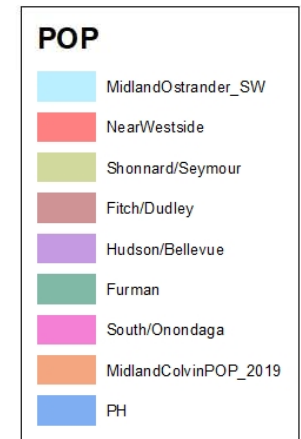 POP
MidlandOstrander_SW
NearWestside
Shonnard/Seymour
Fitch/Dudley
Hudson/Bellevue
Furman
South/Onondaga
MidlandColvinPOP_2019
PH